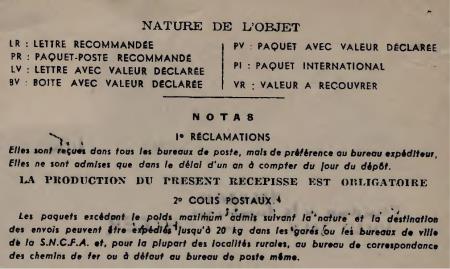 NATURE DE L'OBJET
LR : LETTRE RECOMMANDÉE
PR : PAQUET-POSTE RECOMMANDE
LV : LETTRE AVEC VALEUR DÉCLARÉE
BV : BOITE AVEC VALEUR DÉCLARÉE
PV : PAQUET AVEC VALEUR DÉCLARÉE
PI : PAQUET INTERNATIONAL
VR : VALEUR A RECOUVRER
NOTAS
1º RÉCLAMATIONS
Elles sont reçues dans tous les bureaux de poste, mais de préférence au bureau expéditeur,
Elles ne sont admises que dans le délai d'un an à compter du jour du dépôt.
LA PRODUCTION DU PRESENT RECEPISSE EST OBLIGATOIRE
2º COLIS POSTAUX
Les paquets excédant le poids maximum admis suivant la nature et la destination
des envois peuvent être expédiés jusqu'à 20 kg dans les gares ou les bureaux de ville
de la S.N.C.F.A. et, pour la plupart des localités rurales, au bureau de correspondance
des chemins de fer ou à défaut au bureau de poste même.